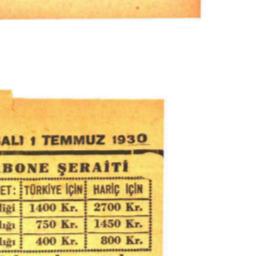 ALI 1 TEMMUZ 1930
BONE ŞERAİTİ
ET: TÜRKİYE İÇİN HARİÇ İÇİN
liği 1400 Kr. 2700 Kr.
lığı 750 Kr. 1450 Kr.
lığı 400 Kr. 800 Kr.